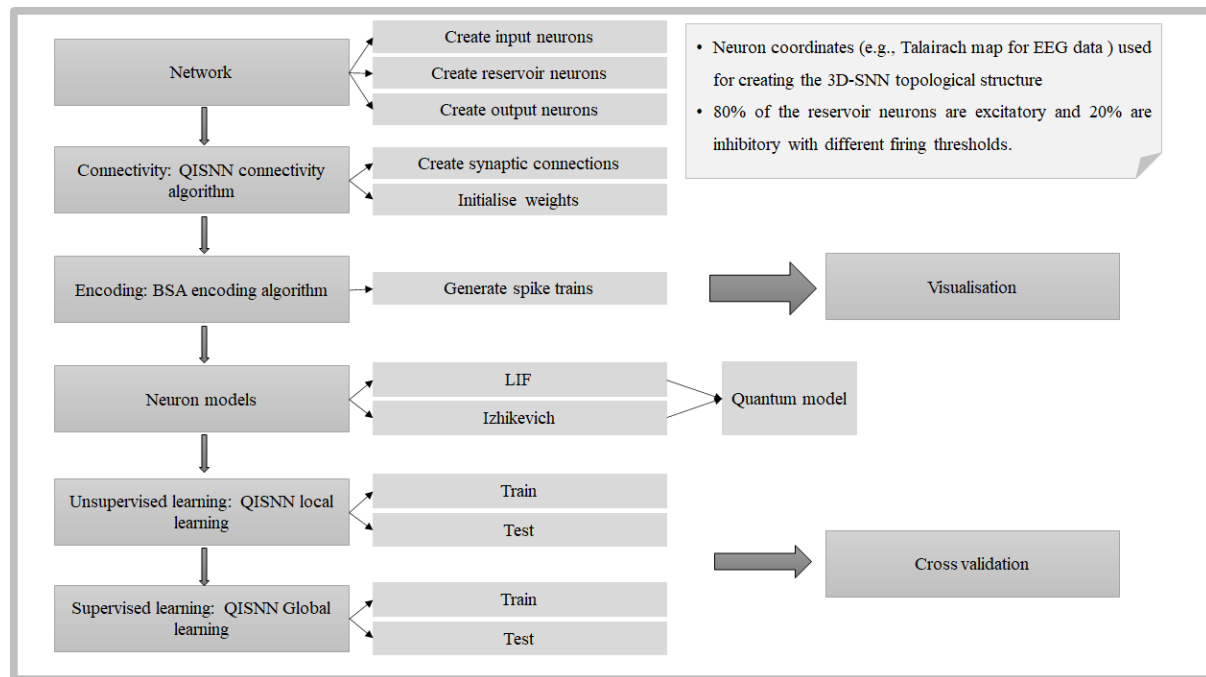 Network
Create input neurons
Create reservoir neurons
Create output neurons
• Neuron coordinates (e.g., Talairach map for EEG data ) used
for creating the 3D-SNN topological structure
• 80% of the reservoir neurons are excitatory and 20% are
inhibitory with different firing thresholds.
Connectivity: QISNN connectivity
algorithm
Create synaptic connections
Initialise weights
Encoding: BSA encoding algorithm
Generate spike trains
Visualisation
Neuron models
LIF
Izhikevich
Quantum model
Unsupervised learning: QISNN local
learning
Train
Test
Cross validation
Supervised learning: QISNN Global
learning
Train
Test